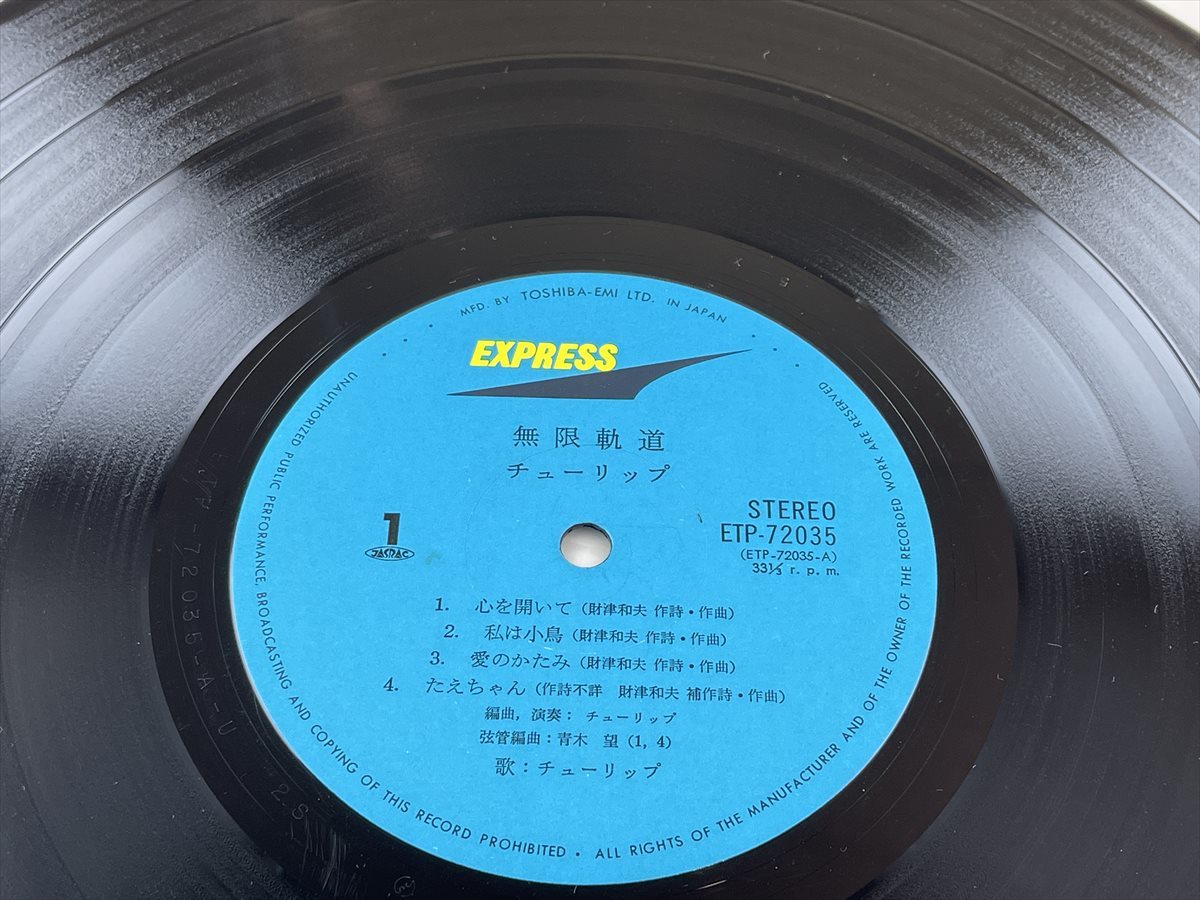 MFD. BY TOSHIBA-EMI LTD. IN JAPAN
EXPRESS
無限軌道
チューリップ
1
JASRAC
STEREO
ETP-72035
(ETP-72035-A)
33⅓ r.p.m.
1. 心を開いて (財津和夫 作詩・作曲)
2. 私は小鳥 (財津和夫 作詩・作曲)
3. 愛のかたみ (財津和夫 作詩・作曲)
4. たえちゃん (作詩不詳 財津和夫 補作詩・作曲)
編曲, 演奏: チューリップ
弦管編曲: 青木 望 (1, 4)
歌: チューリップ
UNAUTHORIZED PUBLIC PERFORMANCE, BROADCASTING AND COPYING OF THIS RECORD PROHIBITED • ALL RIGHTS OF THE MANUFACTURER AND OF THE OWNER OF THE RECORDED WORK ARE RESERVED
72035-A-U
2S